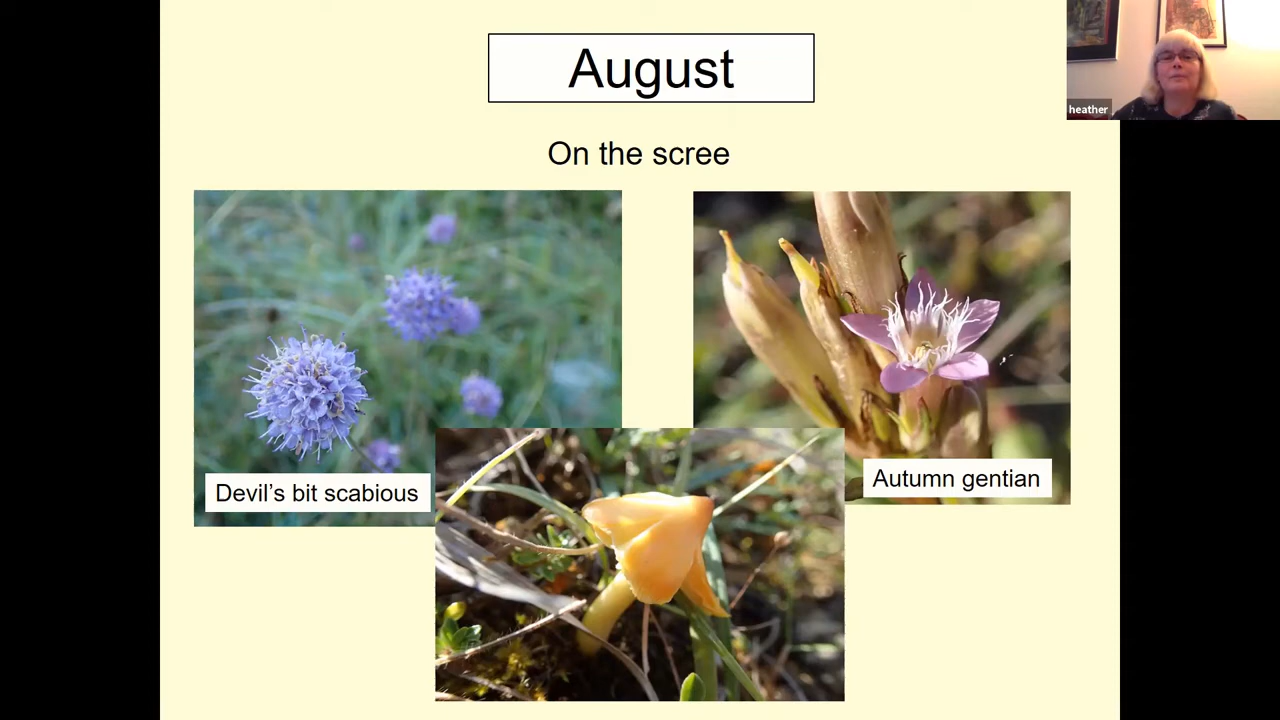 August
heather
On the scree
Devil's bit scabious
Autumn gentian